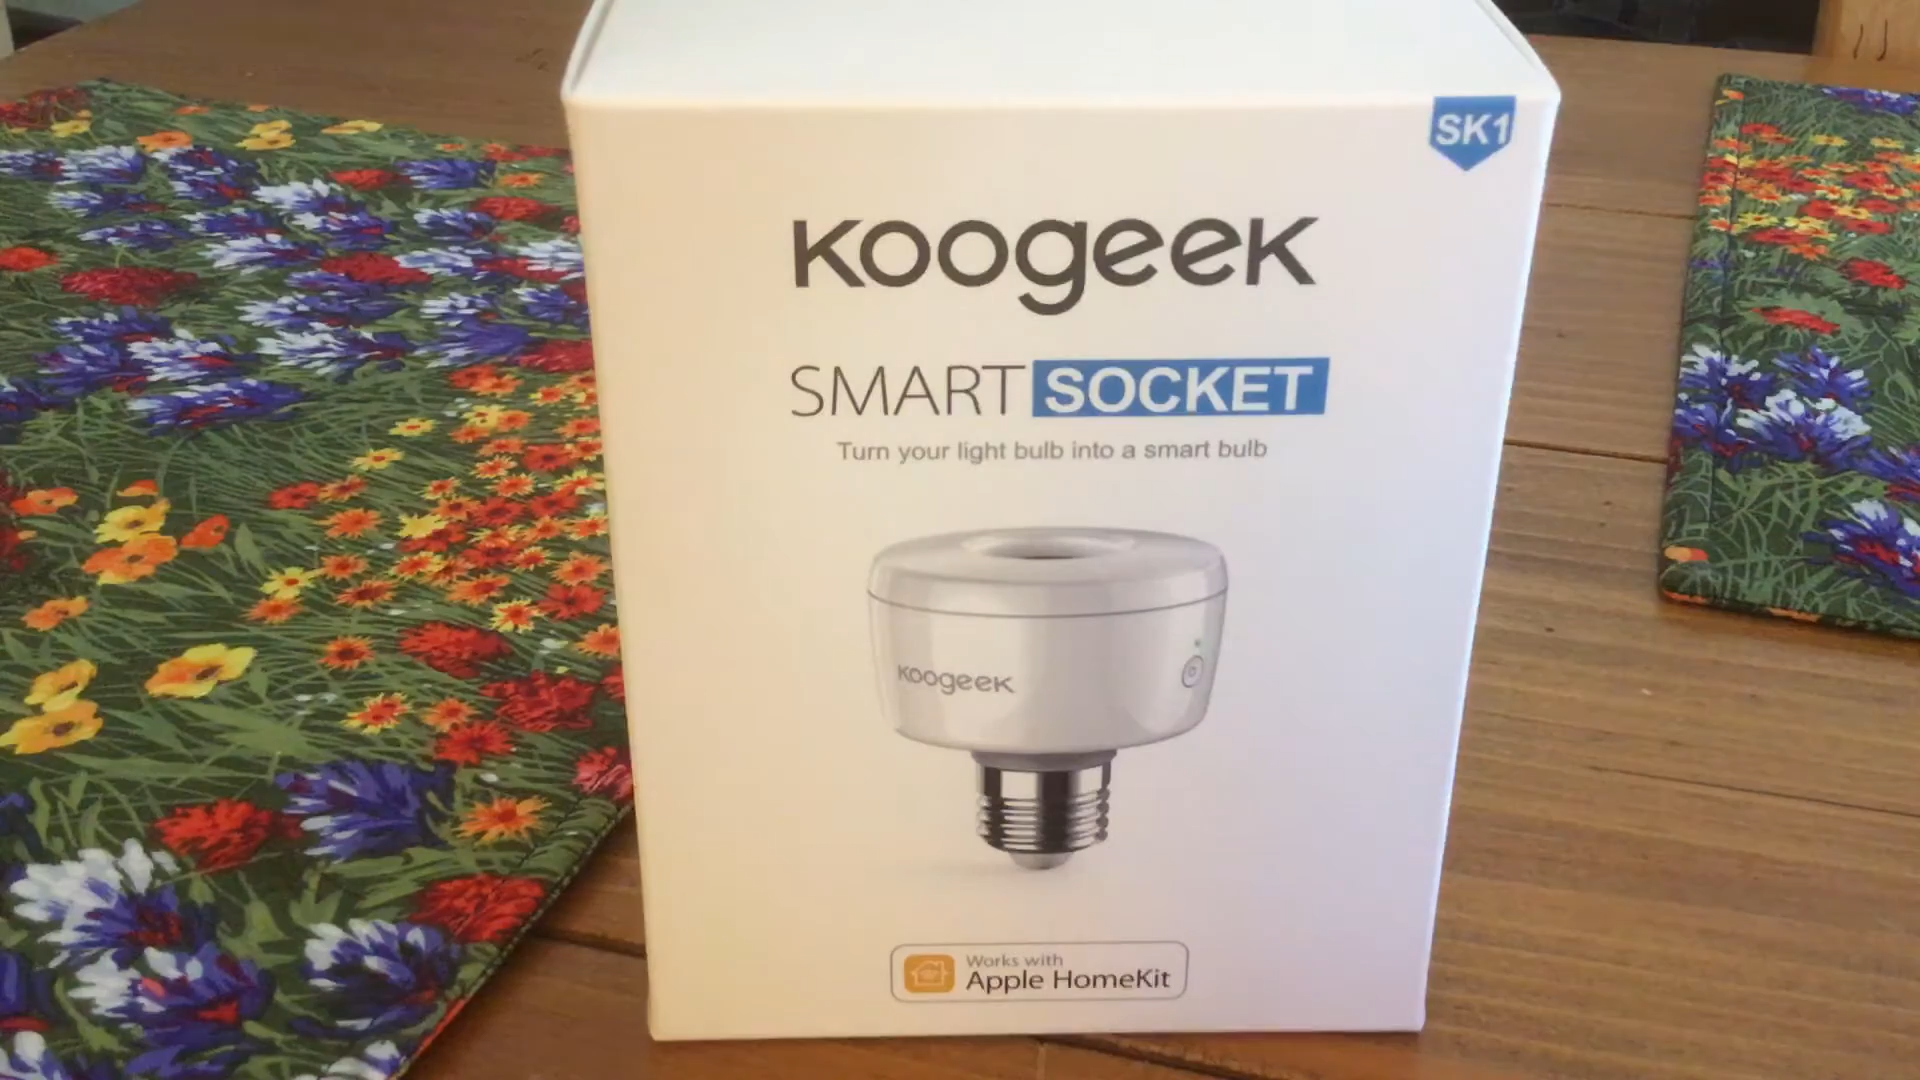 SK1
Koogeek
SMART SOCKET
Turn your light bulb into a smart bulb
Koogeek
Works with
Apple HomeKit